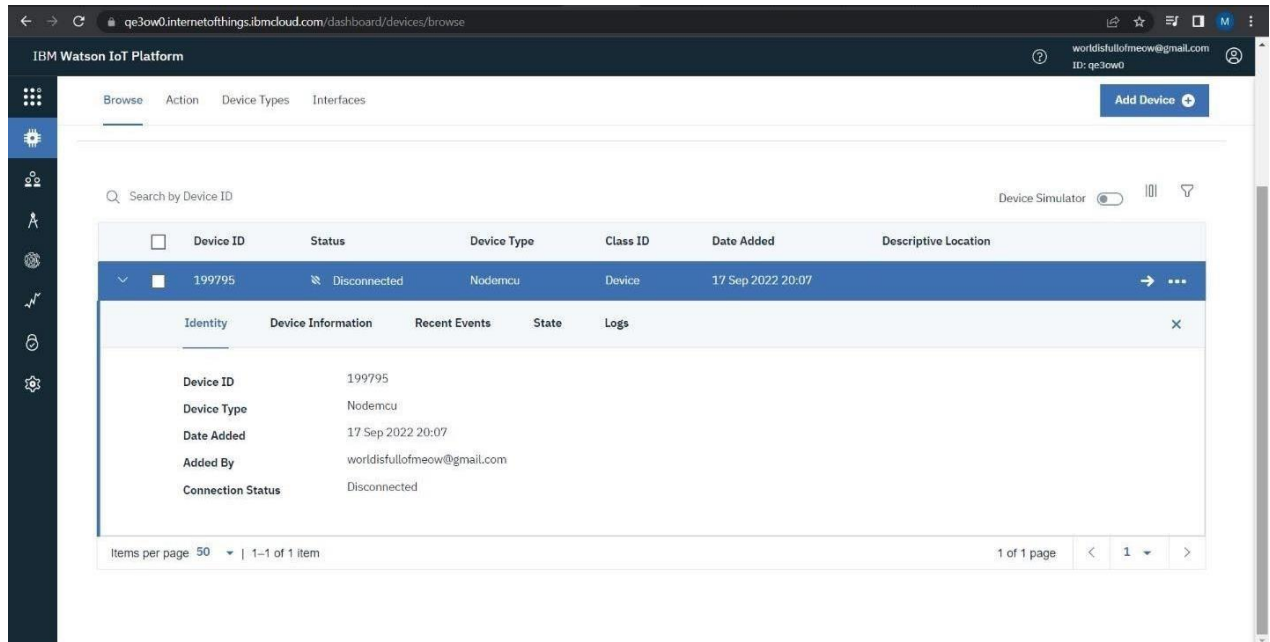 qe3ow0.internetofthings.ibmcloud.com/dashboard/devices/browse
M
IBM Watson IoT Platform
worldisfullofmeow@gmail.com
ID: qe3ow0
Browse Action Device Types Interfaces
Add Device
Search by Device ID
Device Simulator
Device ID Status Device Type Class ID Date Added Descriptive Location
199795 Disconnected Nodemcu Device 17 Sep 2022 20:07
Identity Device Information Recent Events State Logs
Device ID 199795
Device Type Nodemcu
Date Added 17 Sep 2022 20:07
Added By worldisfullofmeow@gmail.com
Connection Status Disconnected
Items per page 50 | 1–1 of 1 item 1 of 1 page 1